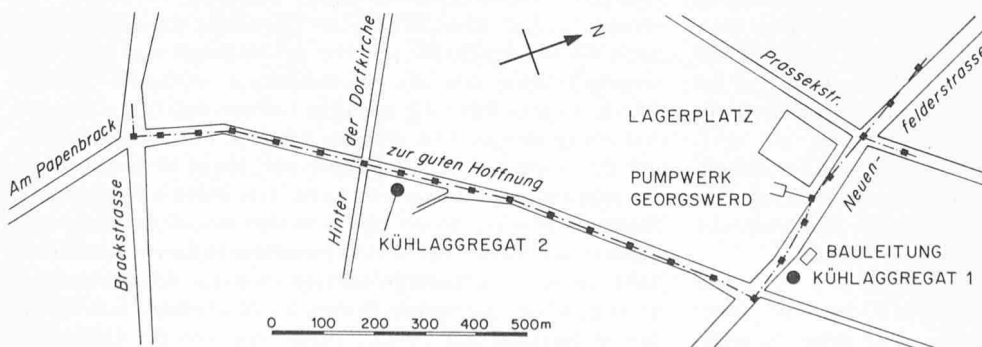 N
Prassekstr.
Neuen-
felderstrasse
LAGERPLATZ
Am Papenbrack
Hinter der Dorfkirche
zur guten Hoffnung
PUMPWERK
GEORGSWERD
Brackstrasse
KÜHLAGGREGAT 2
BAULEITUNG
KÜHLAGGREGAT 1
0 100 200 300 400 500m